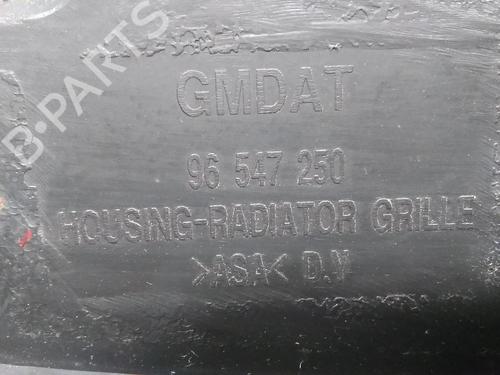 B-PARTS
GMDAT
96 547 250
HOUSING-RADIATOR GRILLE
>ASA< D.Y